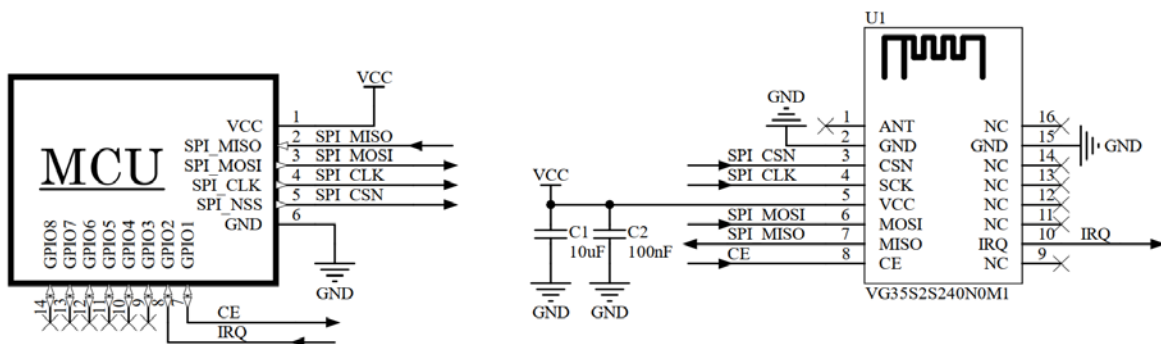 VCC
VCC 1
SPI_MISO 2 SPI_MISO
SPI_MOSI 3 SPI_MOSI
MCU
SPI_CLK 4 SPI_CLK
SPI_NSS 5 SPI_CSN
GND 6
GND
GPIO8 GPIO7 GPIO6 GPIO5 GPIO4 GPIO3 GPIO2 GPIO1
14 13 12 11 10 9 8 7
CE
IRQ
U1
GND
1 ANT NC 16
2 GND GND 15 GND
SPI_CSN 3 CSN NC 14
SPI_CLK 4 SCK NC 13
VCC 5 VCC NC 12
SPI_MOSI 6 MOSI NC 11
SPI_MISO 7 MISO IRQ 10 IRQ
CE 8 CE NC 9
C1
10uF
C2
100nF
GND GND
VG35S2S240N0M1